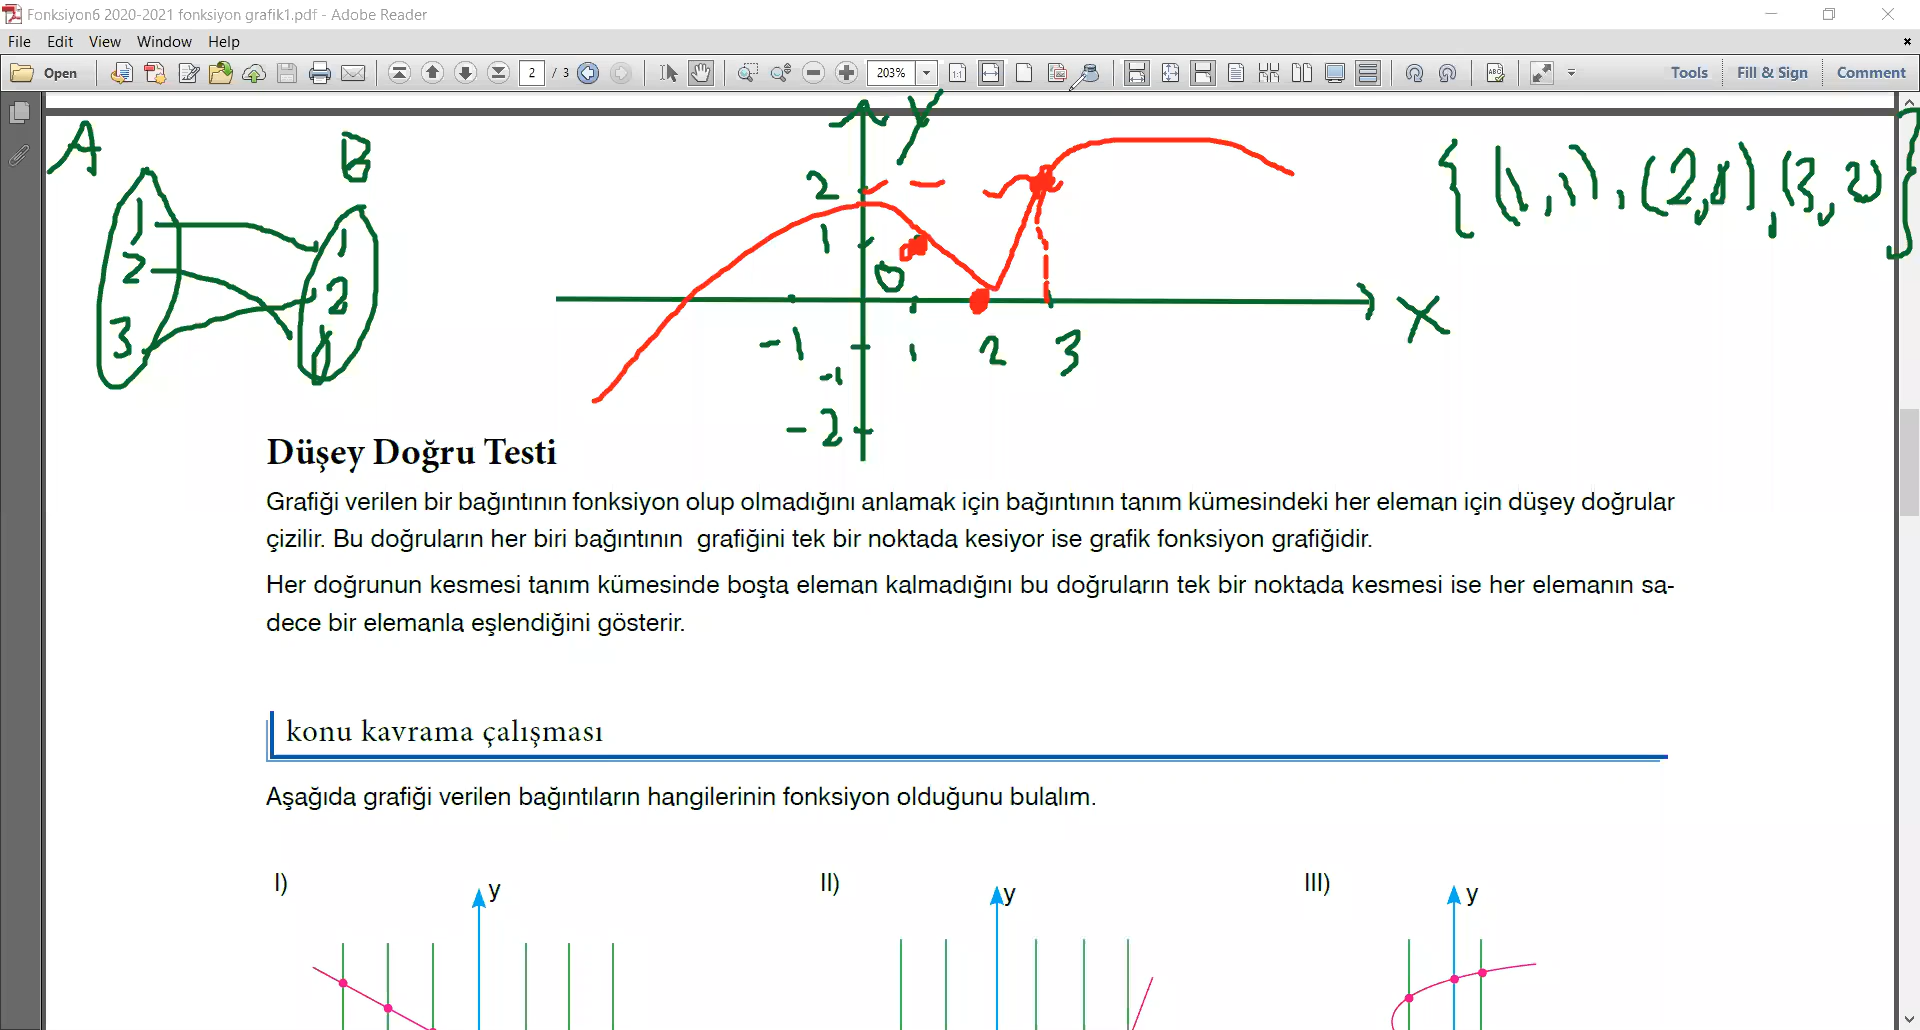 Fonksiyon6 2020-2021 fonksiyon grafik1.pdf - Adobe Reader
File Edit View Window Help
Open 2 / 3 203% Tools Fill & Sign Comment
A B y
{(1,1),(2,0),(3,2)}
1 1 2
2 2 1 0
3 -1 1 2 3 x
-1
-2
Düşey Doğru Testi
Grafiği verilen bir bağıntının fonksiyon olup olmadığını anlamak için bağıntının tanım kümesindeki her eleman için düşey doğrular
çizilir. Bu doğruların her biri bağıntının grafiğini tek bir noktada kesiyor ise grafik fonksiyon grafiğidir.
Her doğrunun kesmesi tanım kümesinde boşta eleman kalmadığını bu doğruların tek bir noktada kesmesi ise her elemanın sa-
dece bir elemanla eşlendiğini gösterir.
konu kavrama çalışması
Aşağıda grafiği verilen bağıntıların hangilerinin fonksiyon olduğunu bulalım.
I) y II) y III) y